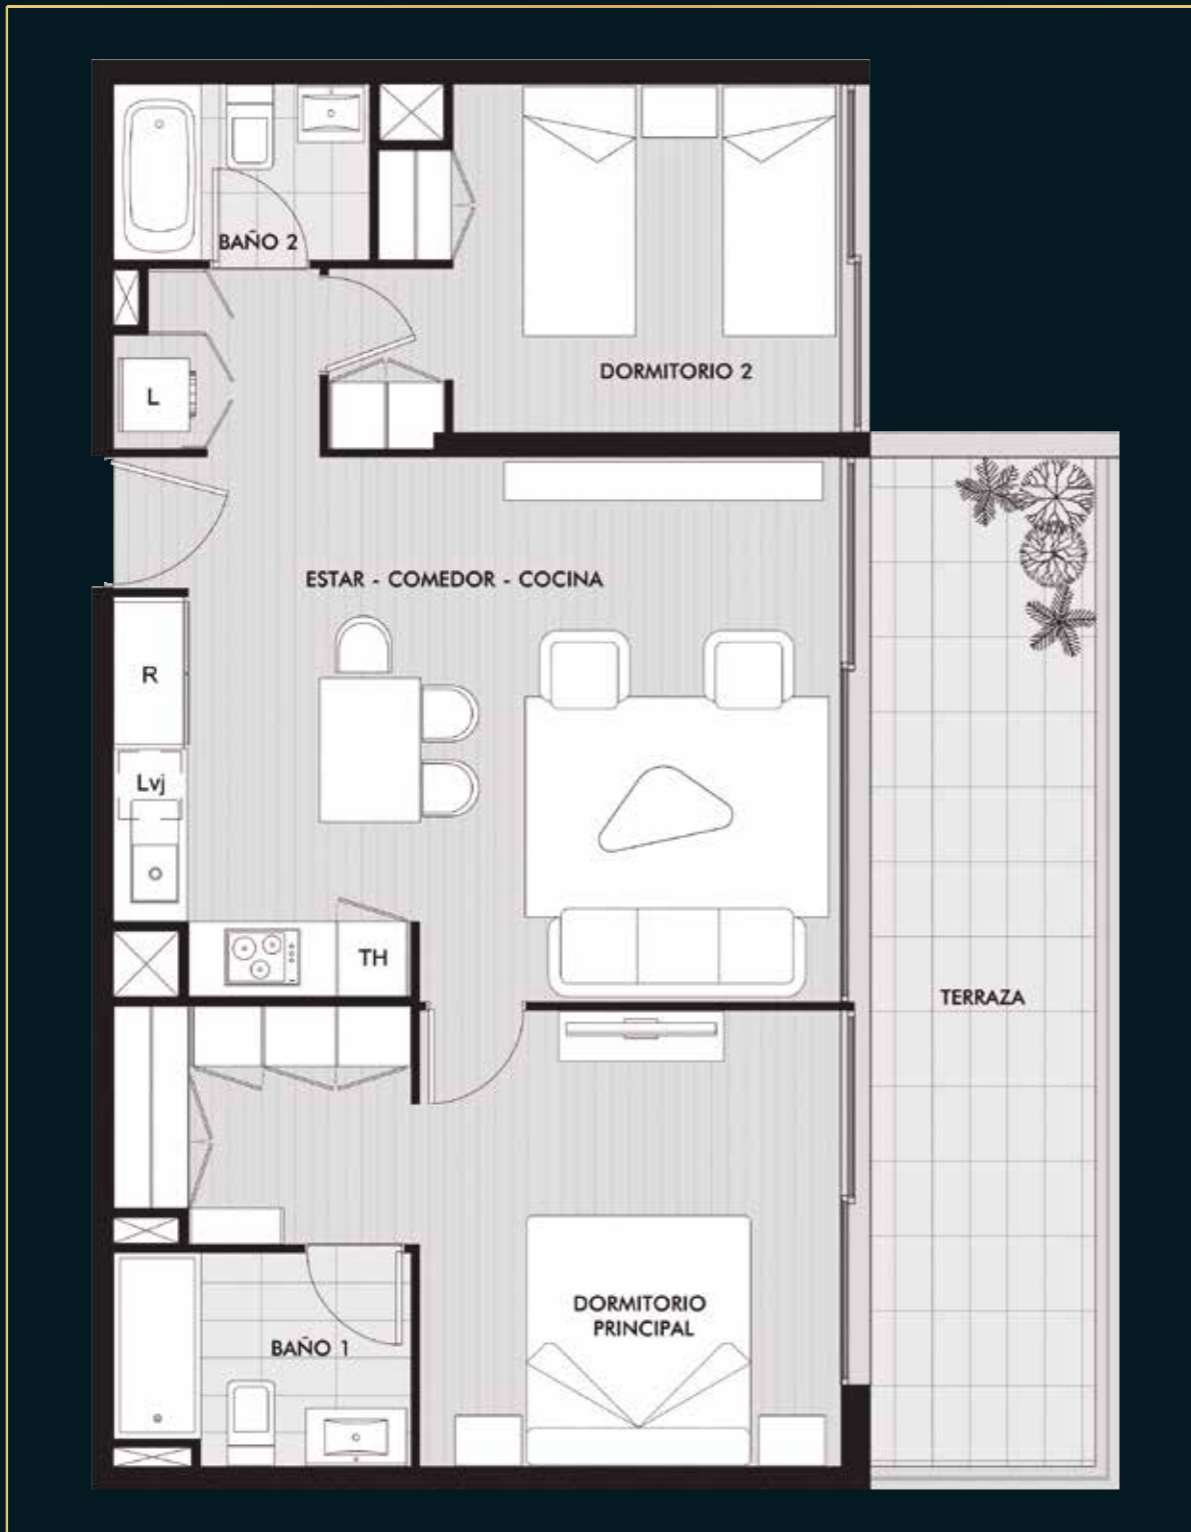 BAÑO 2
DORMITORIO 2
L
ESTAR - COMEDOR - COCINA
R
Lvj
TH
TERRAZA
DORMITORIO
PRINCIPAL
BAÑO 1